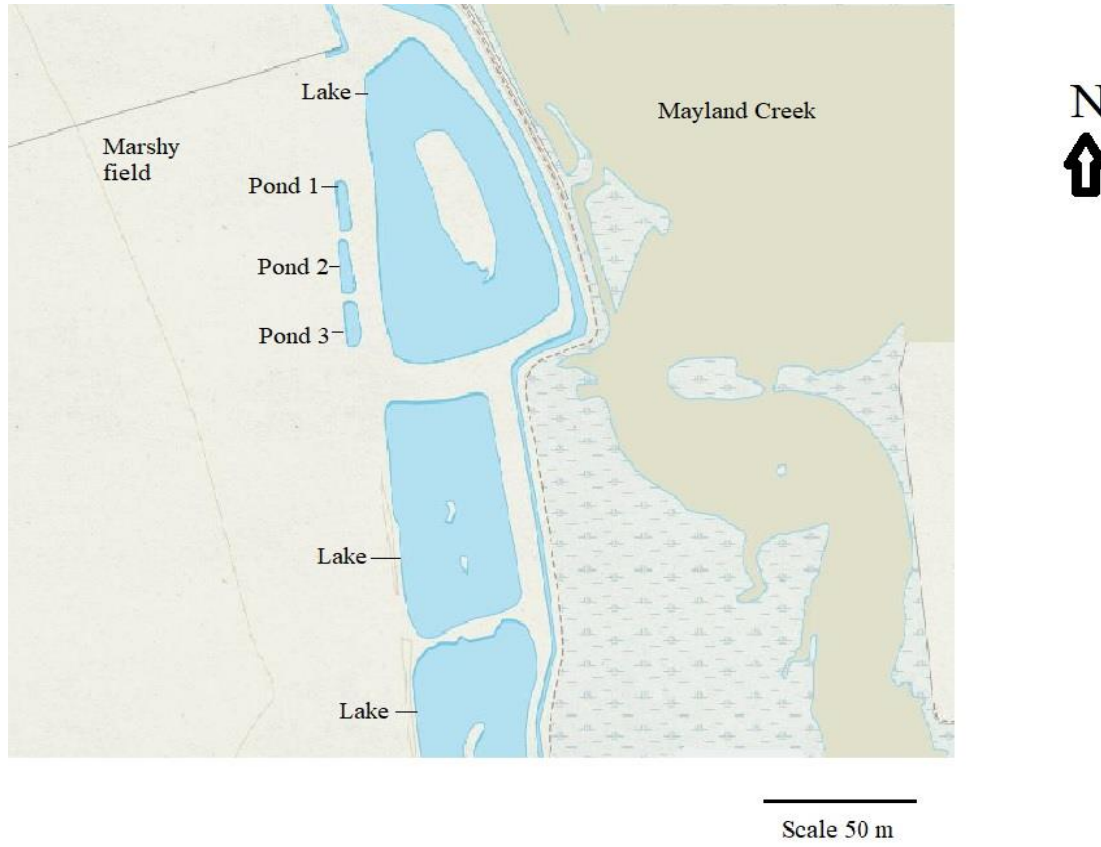 Lake
Mayland Creek
N
Marshy
field
Pond 1
Pond 2
Pond 3
Lake
Lake
Scale 50 m